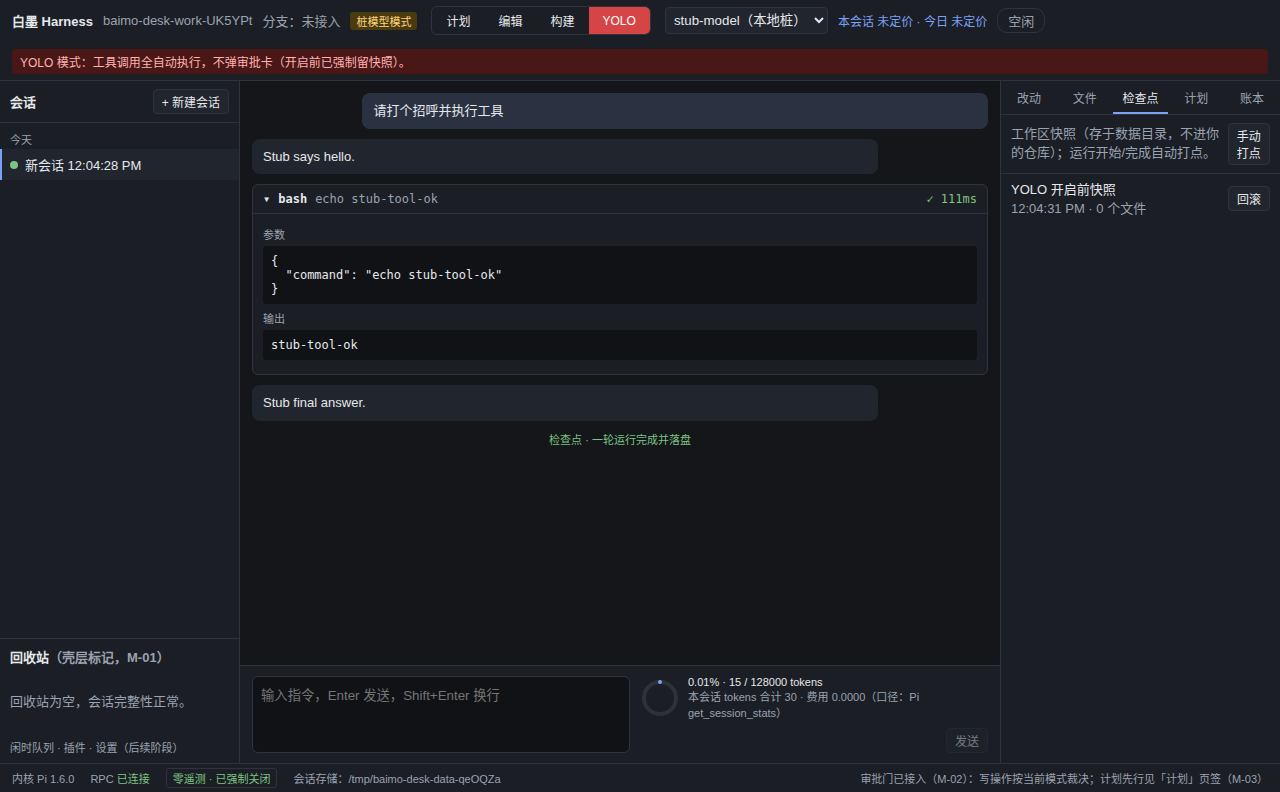 白墨 Harness baimo-desk-work-UK5YPt 分支：未接入 桩模型模式 计划 编辑 构建 YOLO stub-model（本地桩） 本会话 未定价 · 今日 未定价 空闲
YOLO 模式：工具调用全自动执行，不弹审批卡（开启前已强制留快照）。
会话 + 新建会话
今天
新会话 12:04:28 PM
回收站（壳层标记，M-01）
回收站为空，会话完整性正常。
闲时队列 · 插件 · 设置（后续阶段）
请打个招呼并执行工具
Stub says hello.
▾ bash echo stub-tool-ok ✓ 111ms
参数
{
"command": "echo stub-tool-ok"
}
输出
stub-tool-ok
Stub final answer.
检查点 · 一轮运行完成并落盘
输入指令，Enter 发送，Shift+Enter 换行
0.01% · 15 / 128000 tokens
本会话 tokens 合计 30 · 费用 0.0000（口径：Pi
get_session_stats）
发送
改动 文件 检查点 计划 账本
工作区快照（存于数据目录，不进你
的仓库）；运行开始/完成自动打点。
手动
打点
YOLO 开启前快照
12:04:31 PM · 0 个文件
回滚
内核 Pi 1.6.0 RPC 已连接 零遥测 · 已强制关闭 会话存储：/tmp/baimo-desk-data-qeOQZa 审批门已接入（M-02）：写操作按当前模式裁决；计划先行见「计划」页签（M-03）